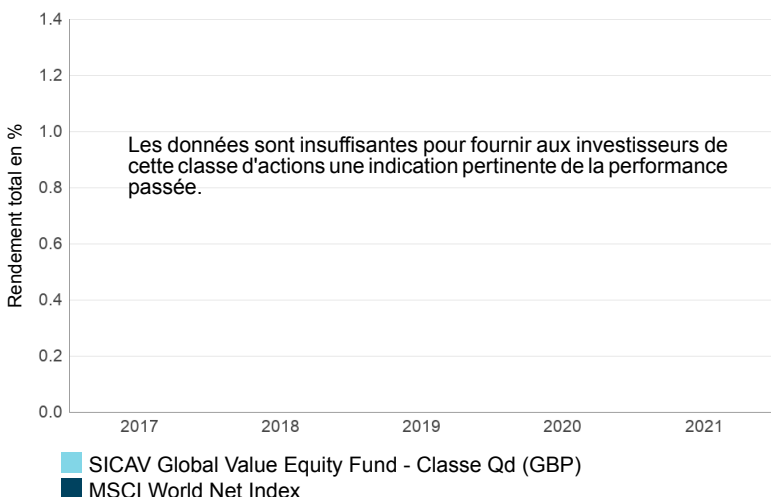 1.4
1.2
1.0
Les données sont insuffisantes pour fournir aux investisseurs de
cette classe d'actions une indication pertinente de la performance
passée.
0.8
0.6
0.4
0.2
0.0
Rendement total en %
2017 2018 2019 2020 2021
SICAV Global Value Equity Fund - Classe Qd (GBP)
MSCI World Net Index